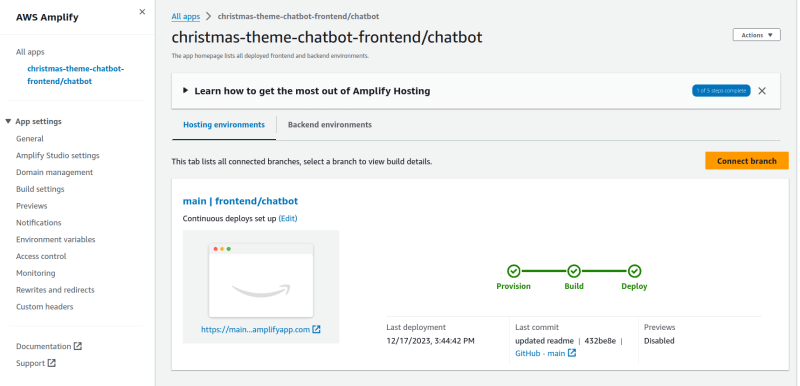 AWS Amplify
All apps
christmas-theme-chatbot-
frontend/chatbot
App settings
General
Amplify Studio settings
Domain management
Build settings
Previews
Notifications
Environment variables
Access control
Monitoring
Rewrites and redirects
Custom headers
Documentation
Support
All apps > christmas-theme-chatbot-frontend/chatbot
christmas-theme-chatbot-frontend/chatbot
Actions
The app homepage lists all deployed frontend and backend environments.
Learn how to get the most out of Amplify Hosting
1 of 5 steps complete
Hosting environments Backend environments
This tab lists all connected branches, select a branch to view build details.
Connect branch
main | frontend/chatbot
Continuous deploys set up (Edit)
https://main...amplifyapp.com
Provision Build Deploy
Last deployment
12/17/2023, 3:44:42 PM
Last commit
updated readme | 432be8e |
GitHub - main
Previews
Disabled